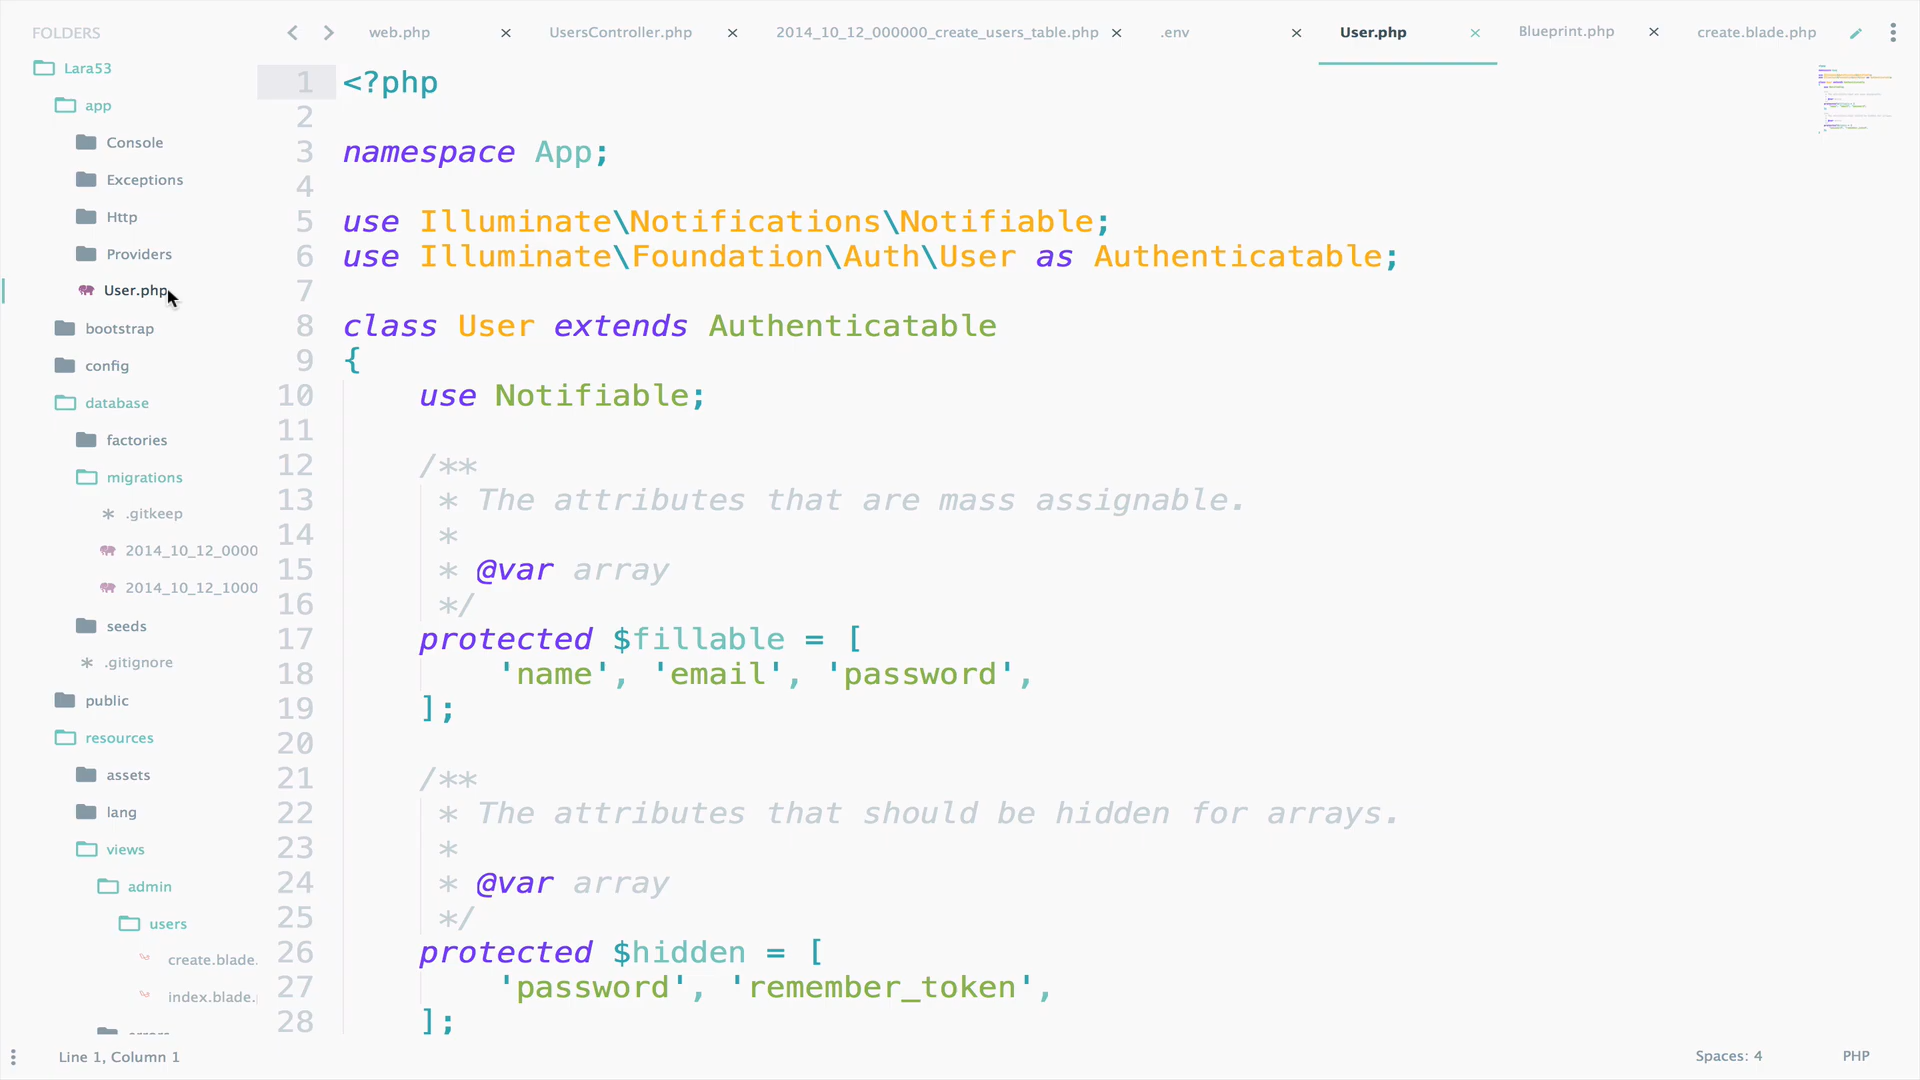 FOLDERS
Lara53
app
Console
Exceptions
Http
Providers
User.php
bootstrap
config
database
factories
migrations
.gitkeep
2014_10_12_0000
2014_10_12_1000
seeds
.gitignore
public
resources
assets
lang
views
admin
users
create.blade.
index.blade.
web.php
UsersController.php
2014_10_12_000000_create_users_table.php
.env
User.php
Blueprint.php
create.blade.php
1 <?php
2
3 namespace App;
4
5 use Illuminate\Notifications\Notifiable;
6 use Illuminate\Foundation\Auth\User as Authenticatable;
7
8 class User extends Authenticatable
9 {
10 use Notifiable;
11
12 /**
13 * The attributes that are mass assignable.
14 *
15 * @var array
16 */
17 protected $fillable = [
18 'name', 'email', 'password',
19 ];
20
21 /**
22 * The attributes that should be hidden for arrays.
23 *
24 * @var array
25 */
26 protected $hidden = [
27 'password', 'remember_token',
28 ];
Line 1, Column 1
Spaces: 4
PHP